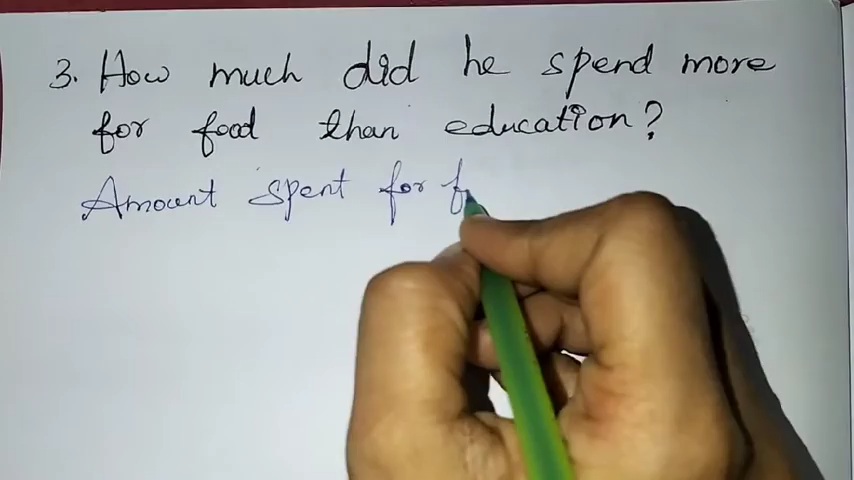 3. How much did he spend more
for food than education?
Amount spent for f